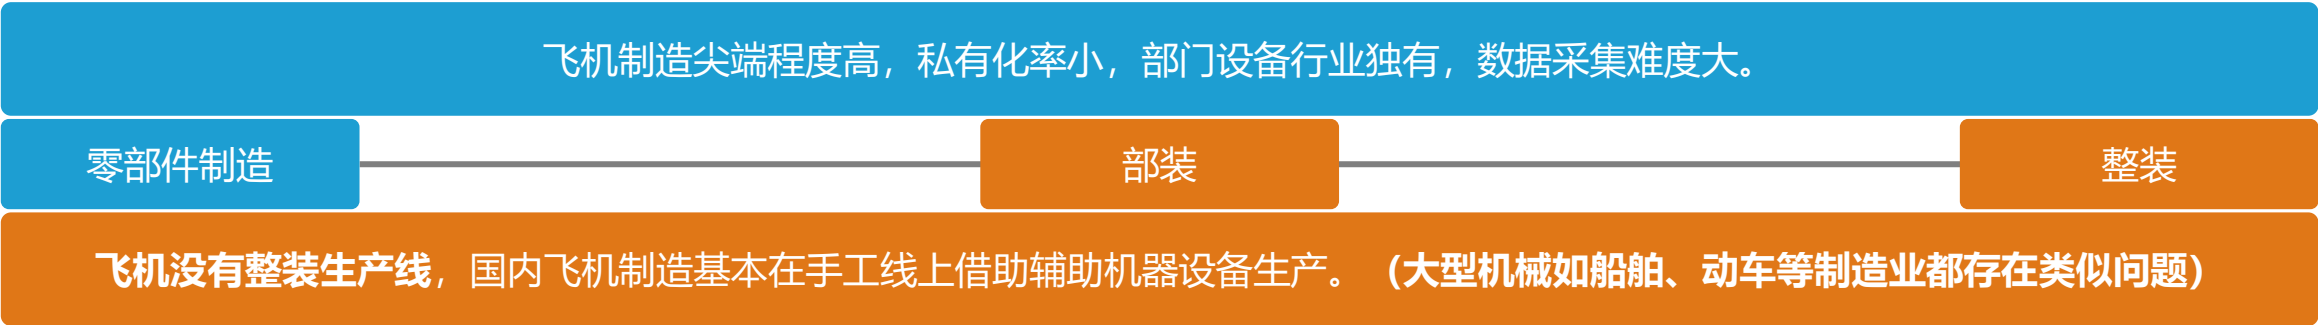 飞机制造尖端程度高，私有化率小，部门设备行业独有，数据采集难度大。
零部件制造
部装
整装
飞机没有整装生产线，国内飞机制造基本在手工线上借助辅助机器设备生产。（大型机械如船舶、动车等制造业都存在类似问题）